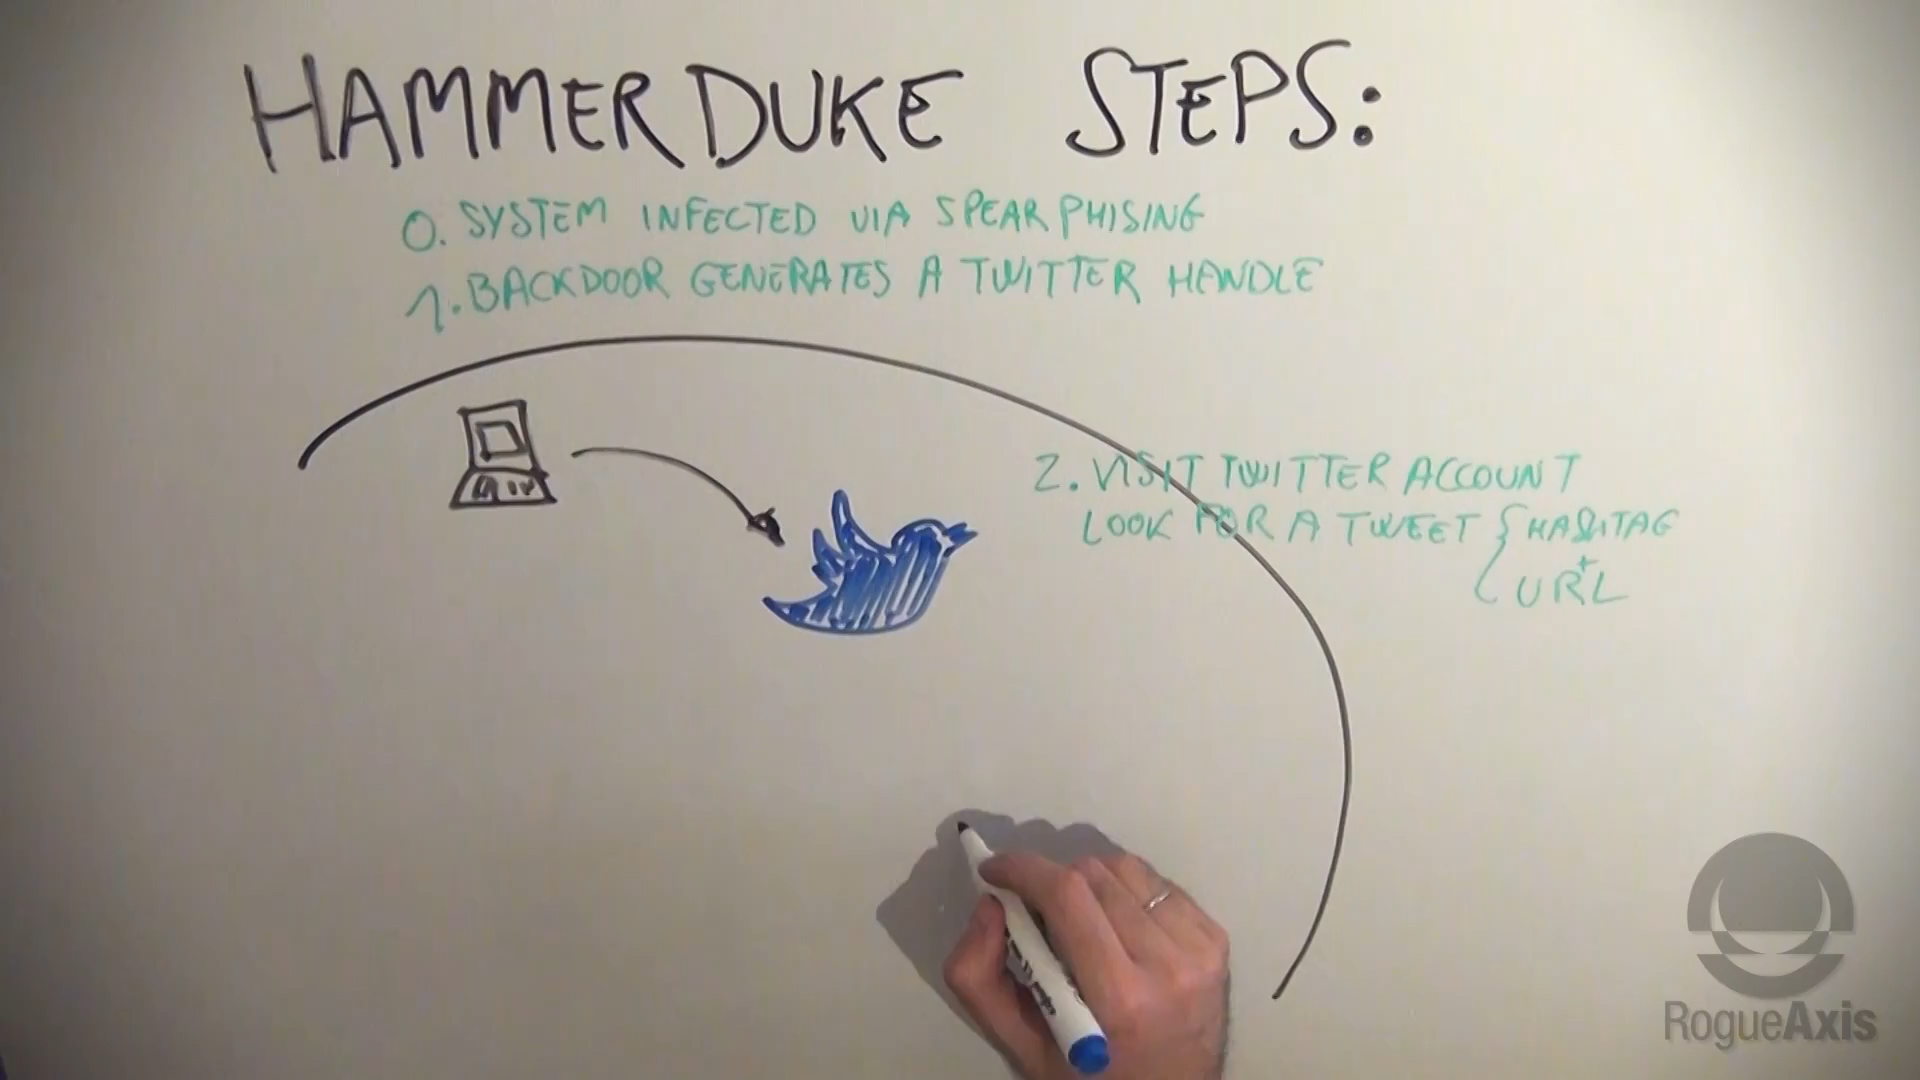 HAMMERDUKE STEPS:
0. SYSTEM INFECTED VIA SPEAR PHISING
1. BACKDOOR GENERATES A TWITTER HANDLE
2. VISIT TWITTER ACCOUNT
LOOK FOR A TWEET { HASHTAG
+
URL
RogueAxis